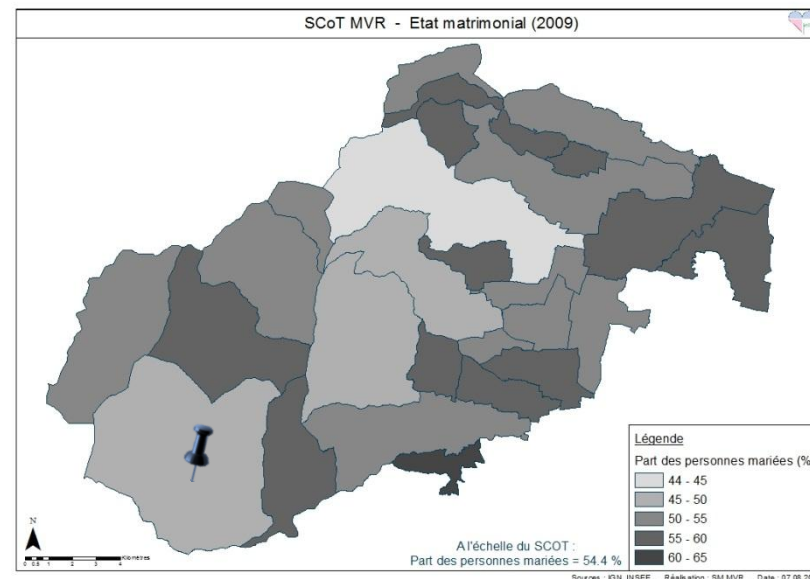 SCoT MVR - Etat matrimonial (2009)
Légende
Part des personnes mariées (%
44 - 45
45 - 50
50 - 55
55 - 60
60 - 65
N
0 0,5 1 2 3 4
Kilomètres
A l'échelle du SCOT :
Part des personnes mariées = 54.4 %
Sources : IGN, INSEE Réalisation : SM MVR Date : 07.08.20